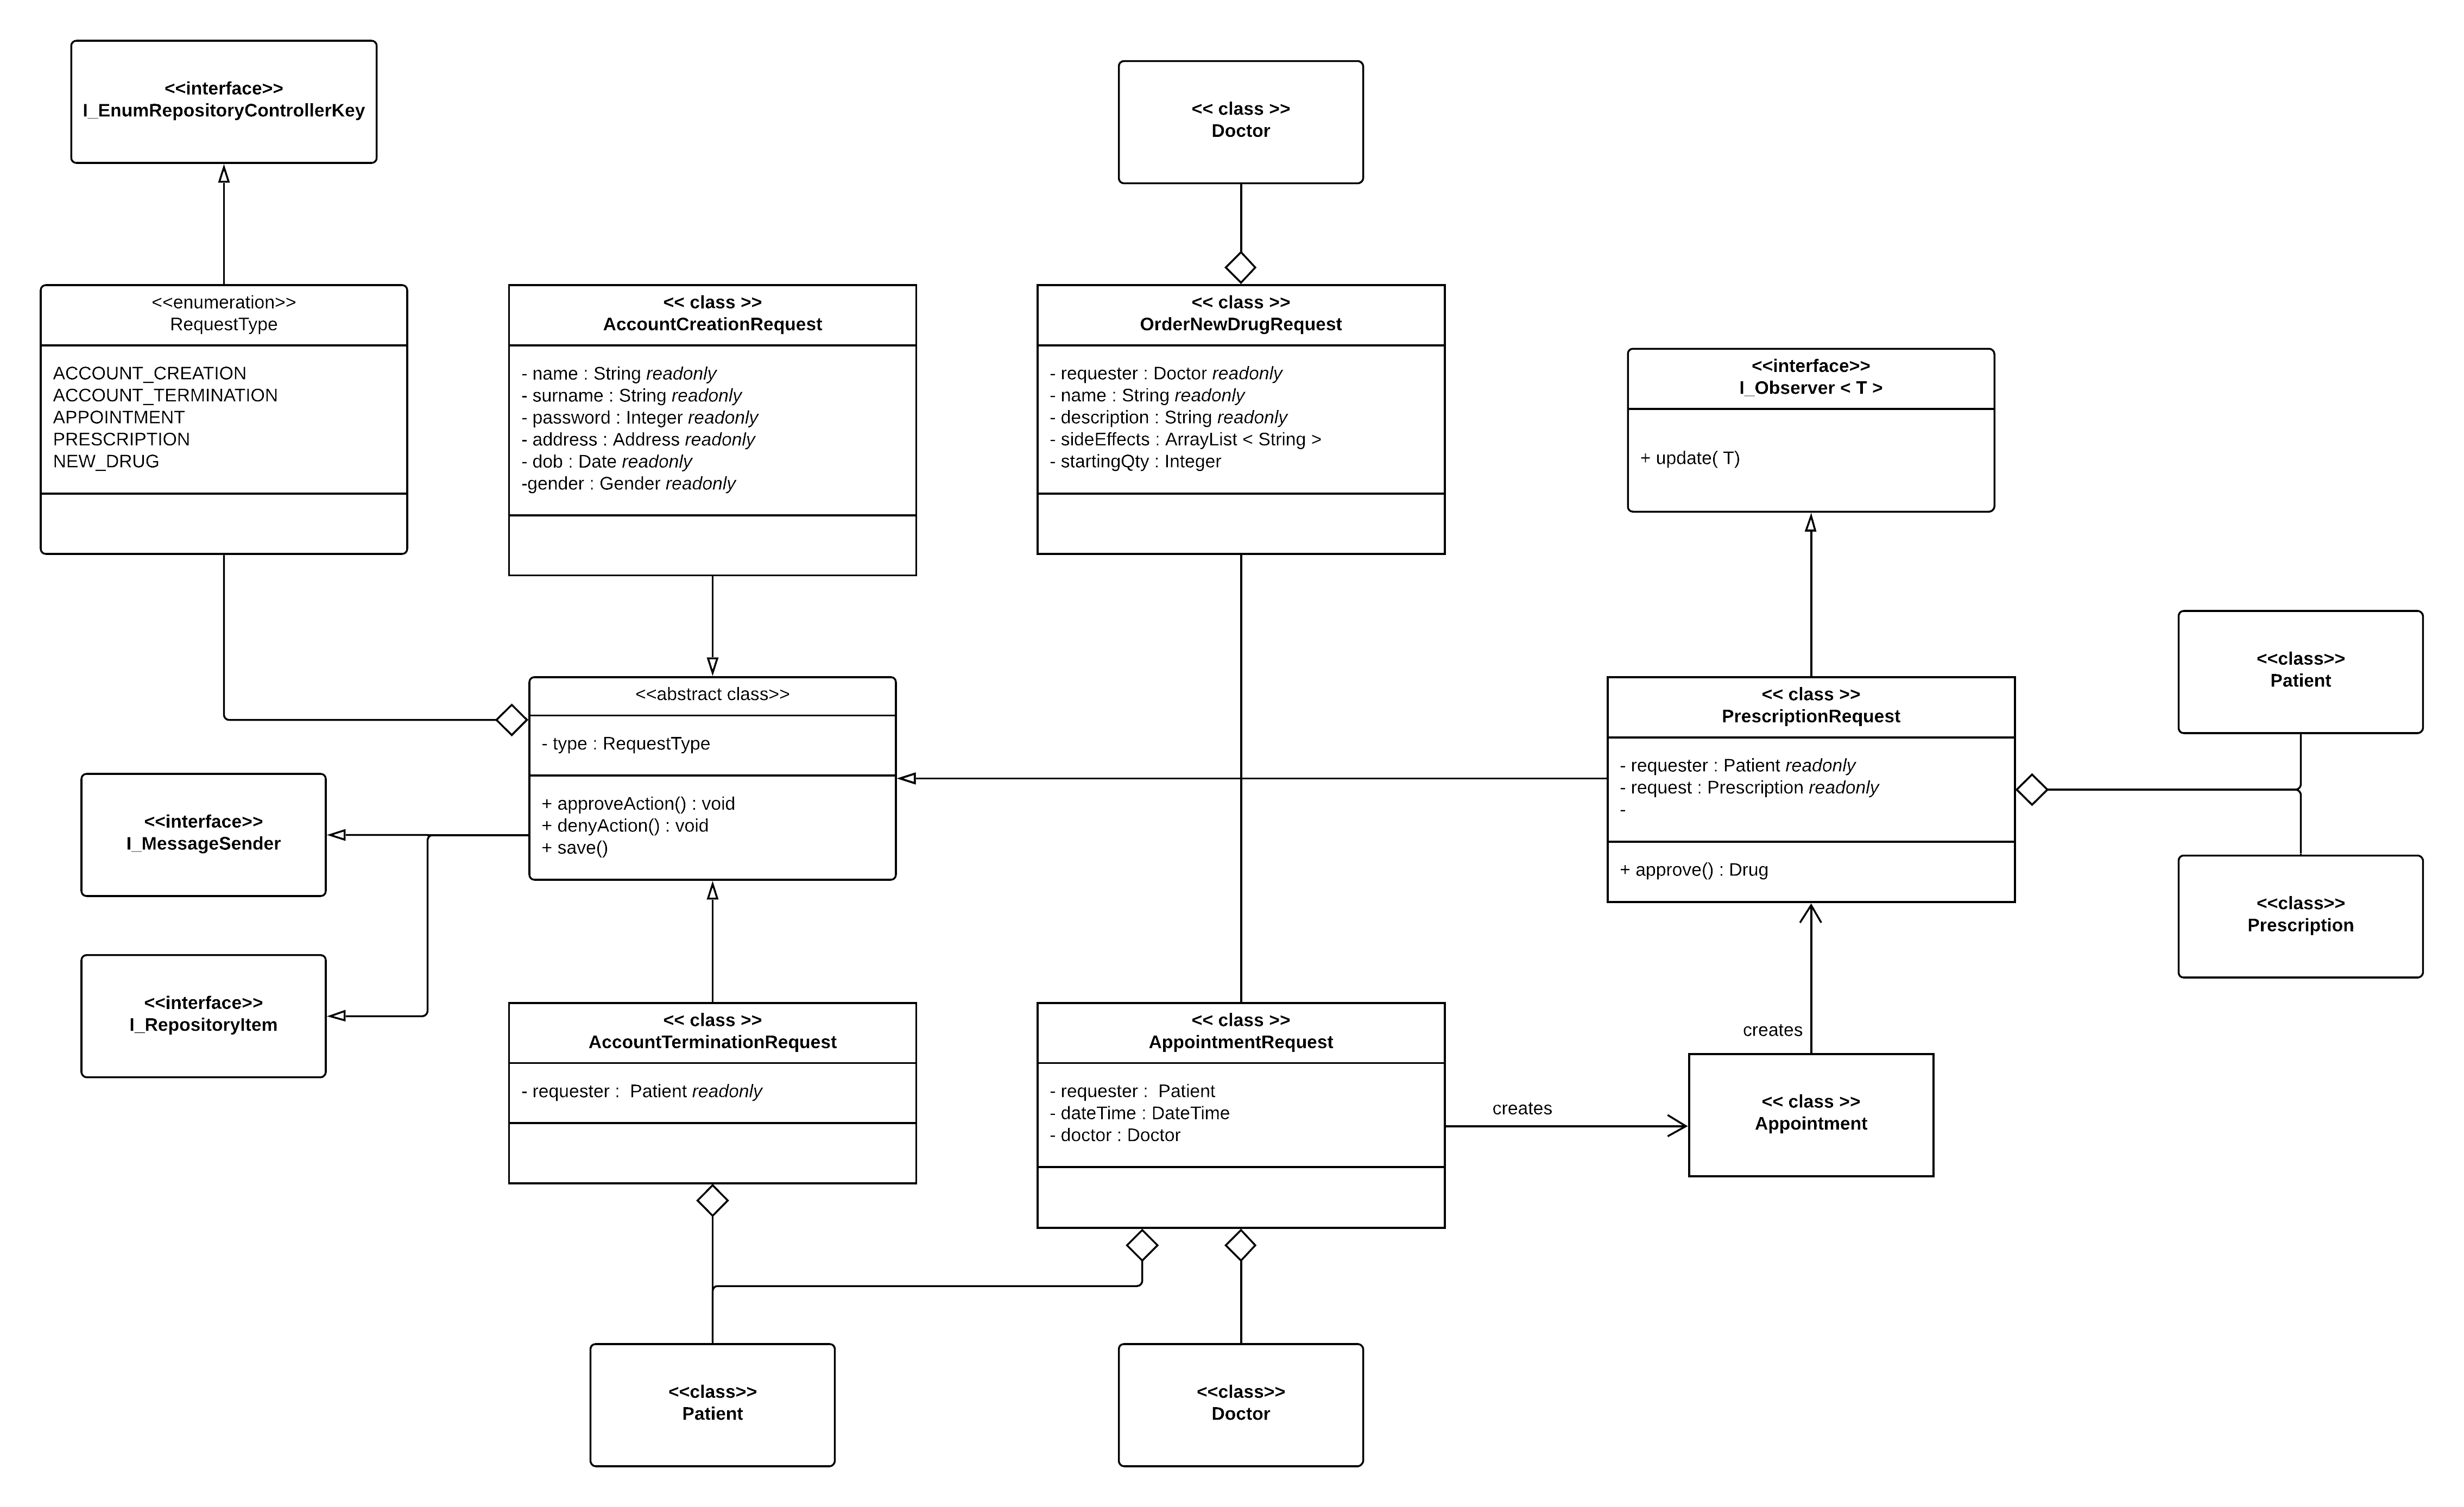 <<interface>>
I_EnumRepositoryControllerKey
<< class >>
Doctor
<<enumeration>>
RequestType
ACCOUNT_CREATION
ACCOUNT_TERMINATION
APPOINTMENT
PRESCRIPTION
NEW_DRUG
<< class >>
AccountCreationRequest
- name : String readonly
- surname : String readonly
- password : Integer readonly
- address : Address readonly
- dob : Date readonly
-gender : Gender readonly
<< class >>
OrderNewDrugRequest
- requester : Doctor readonly
- name : String readonly
- description : String readonly
- sideEffects : ArrayList < String >
- startingQty : Integer
<<interface>>
I_Observer < T >
+ update( T)
<<class>>
Patient
<<abstract class>>
- type : RequestType
+ approveAction() : void
+ denyAction() : void
+ save()
<< class >>
PrescriptionRequest
- requester : Patient readonly
- request : Prescription readonly
-
+ approve() : Drug
<<interface>>
I_MessageSender
<<class>>
Prescription
<<interface>>
I_RepositoryItem
<< class >>
AccountTerminationRequest
- requester :  Patient readonly
<< class >>
AppointmentRequest
- requester :  Patient
- dateTime : DateTime
- doctor : Doctor
creates
creates
<< class >>
Appointment
<<class>>
Patient
<<class>>
Doctor